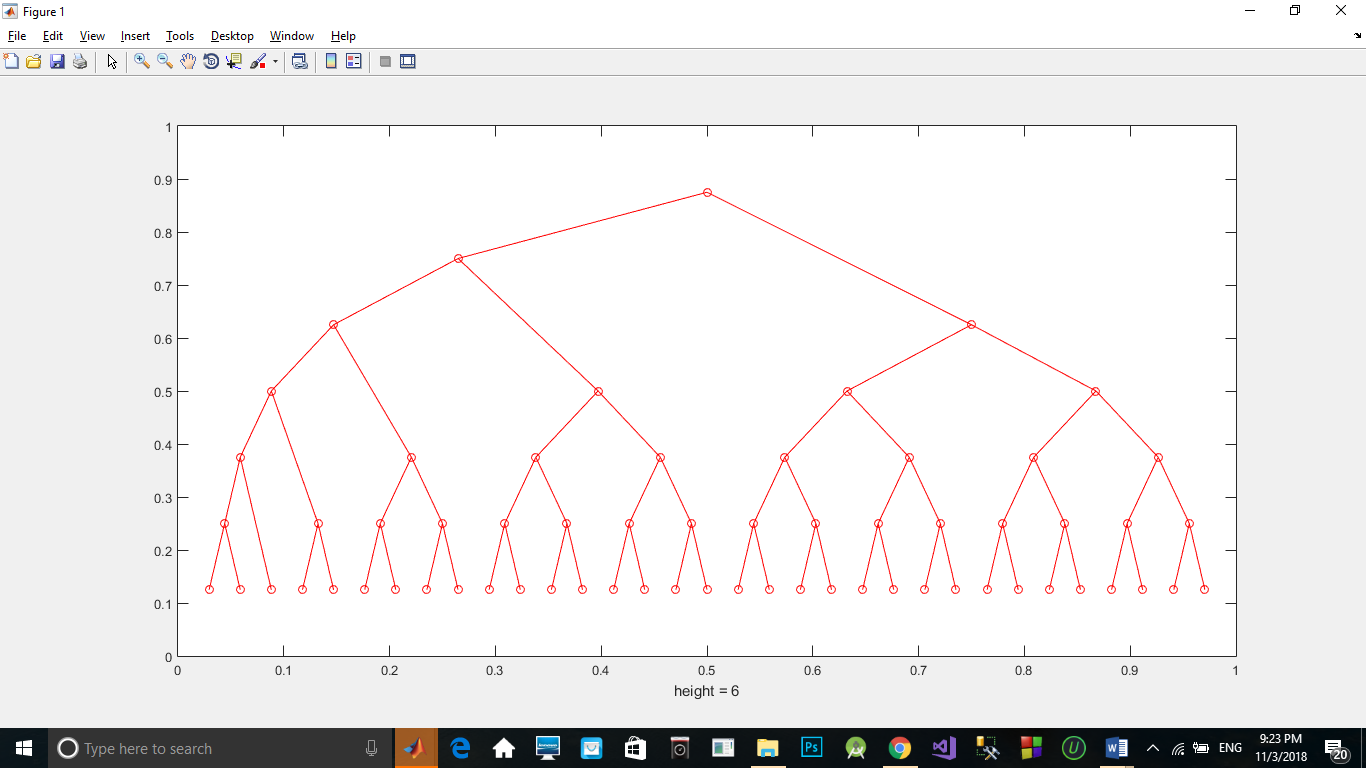 Figure 1
File Edit View Insert Tools Desktop Window Help
1
0.9
0.8
0.7
0.6
0.5
0.4
0.3
0.2
0.1
0
0 0.1 0.2 0.3 0.4 0.5 0.6 0.7 0.8 0.9 1
height = 6
Type here to search
Ps
U
W
ENG
9:23 PM
11/3/2018
20